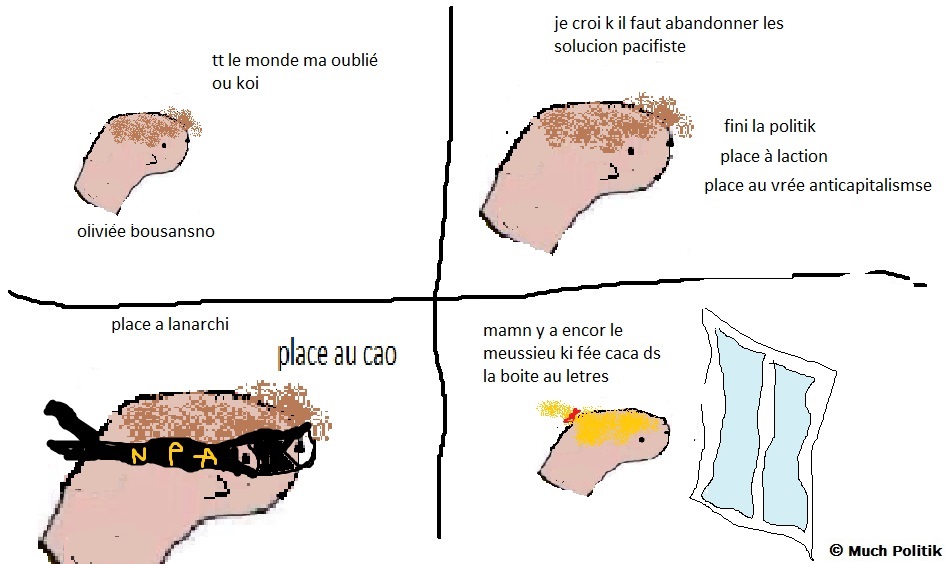 tt le monde ma oublié
ou koi
oliviée bousansno
je croi k il faut abandonner les
solucion pacifiste
fini la politik
place à laction
place au vrée anticapitalismse
place a lanarchi
place au cao
NPA
mamn y a encor le
meussieu ki fée caca ds
la boite au letres
© Much Politik